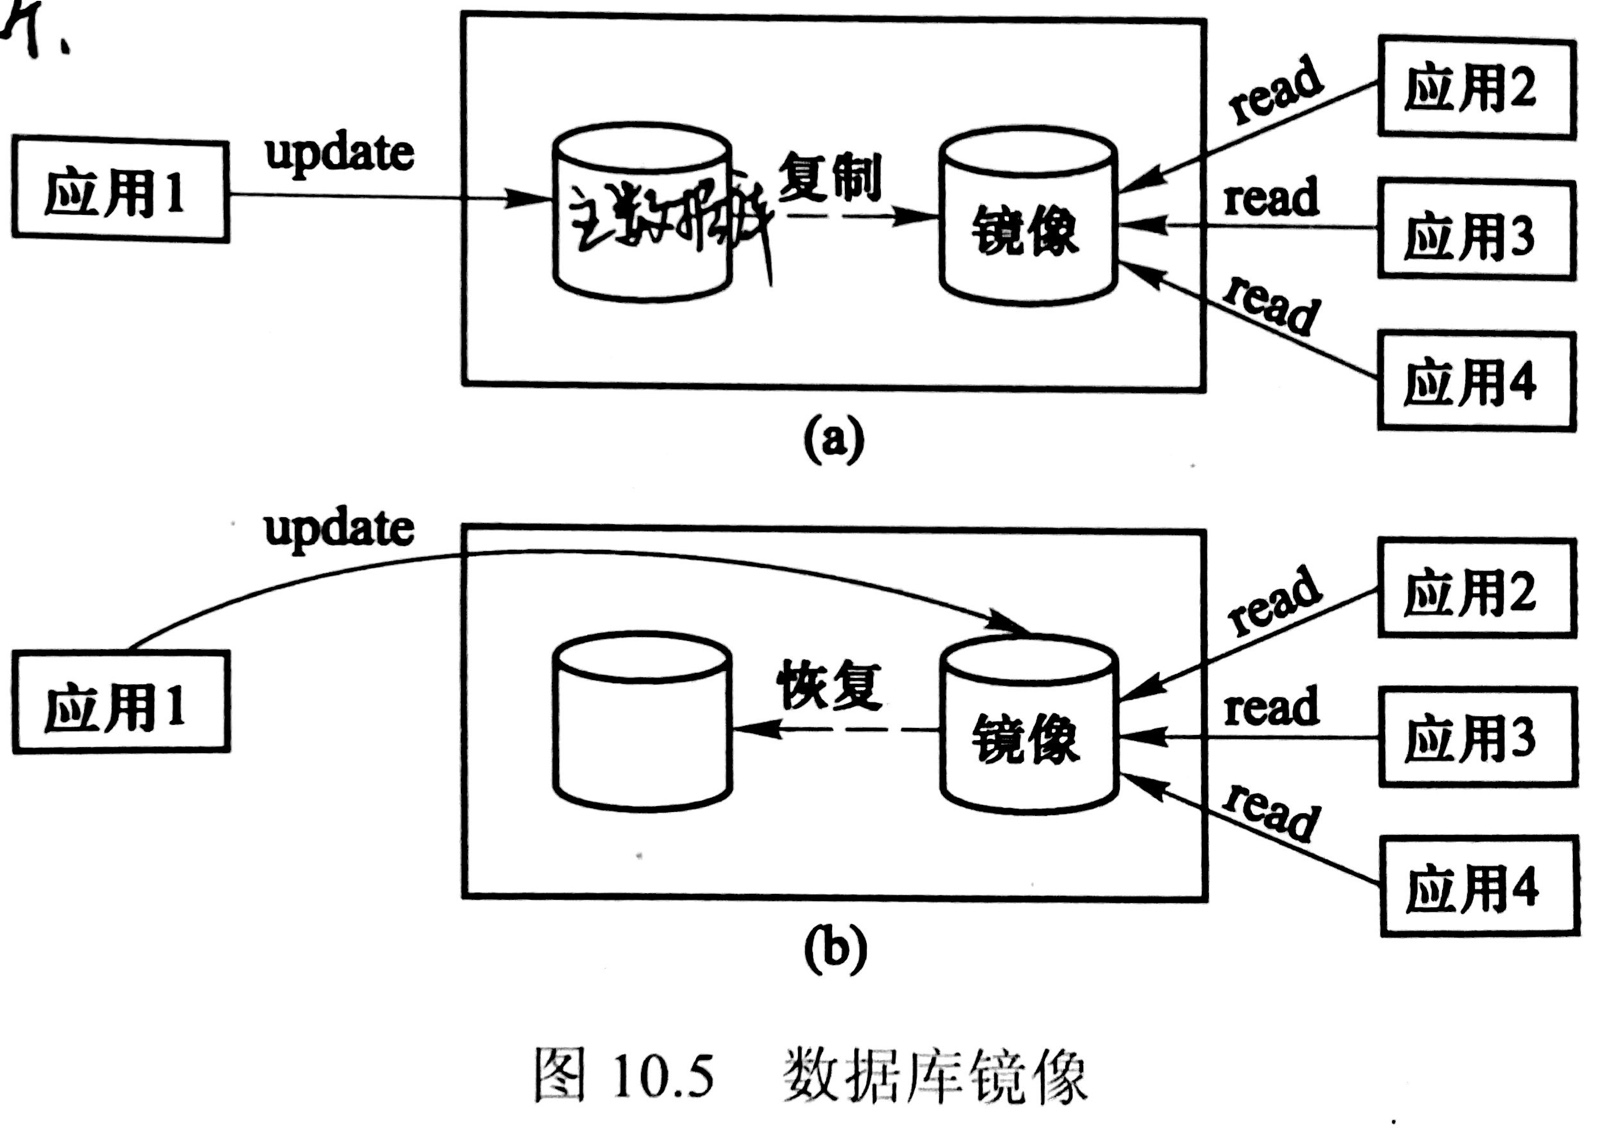 应用1
update
主数据库
复制
镜像
read
应用2
read
应用3
read
应用4
(a)
update
应用1
恢复
镜像
read
应用2
read
应用3
read
应用4
(b)
图 10.5 数据库镜像